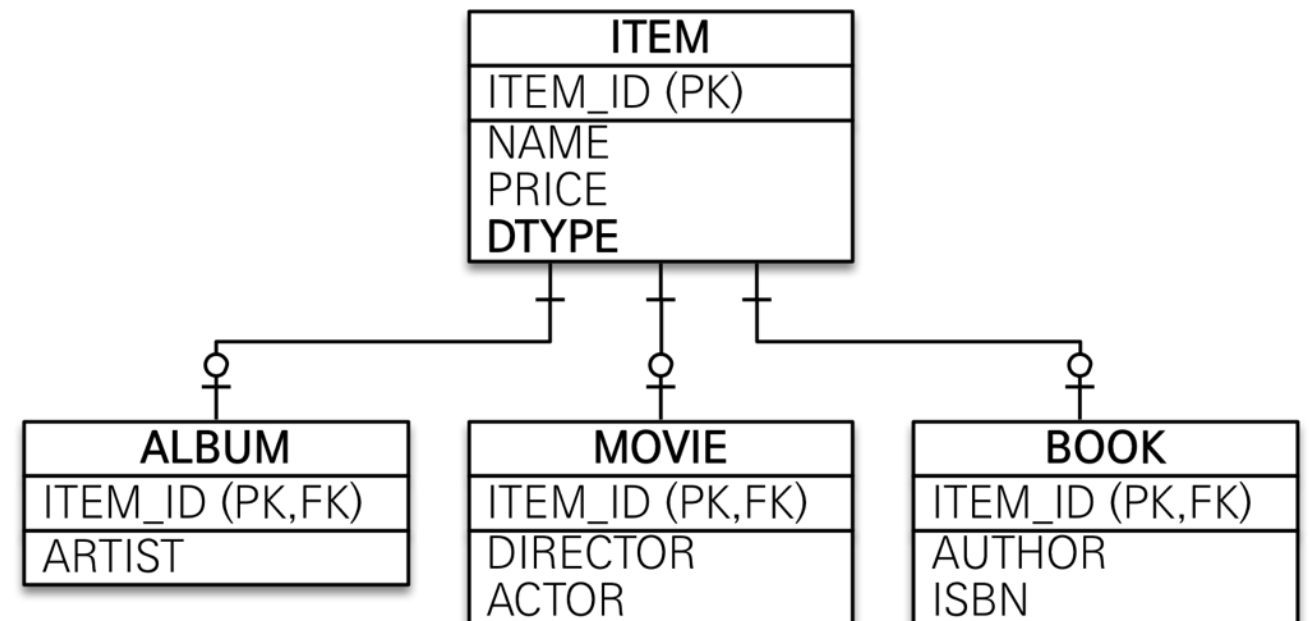 ITEM
ITEM_ID (PK)
NAME
PRICE
DTYPE
ALBUM
ITEM_ID (PK,FK)
ARTIST
MOVIE
ITEM_ID (PK,FK)
DIRECTOR
ACTOR
BOOK
ITEM_ID (PK,FK)
AUTHOR
ISBN